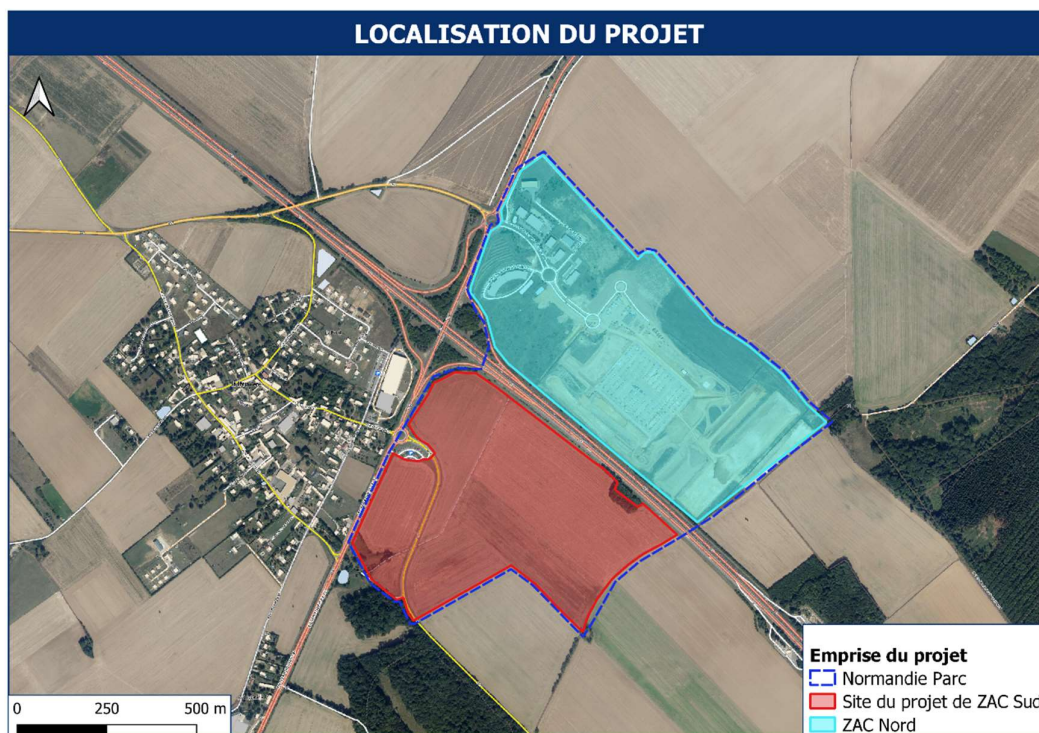 LOCALISATION DU PROJET
0 250 500 m
Emprise du projet
Normandie Parc
Site du projet de ZAC Sud
ZAC Nord